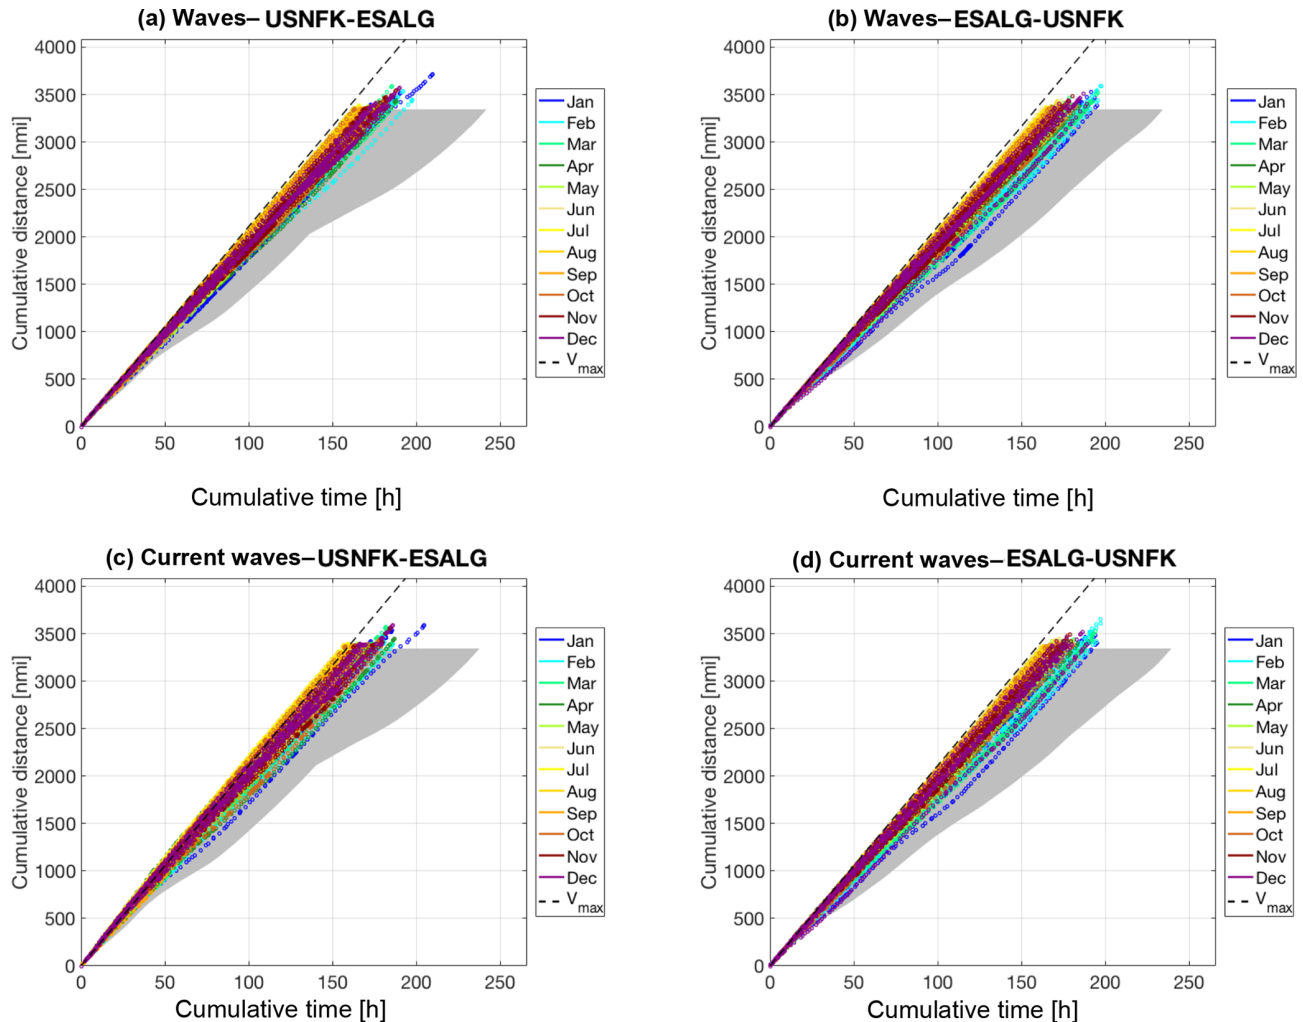 (a) Waves– USNFK-ESALG
4000
3500
3000
2500
2000
1500
1000
500
0
Cumulative distance [nmi]
0 50 100 150 200 250
Cumulative time [h]
Jan
Feb
Mar
Apr
May
Jun
Jul
Aug
Sep
Oct
Nov
Dec
Vmax
(b) Waves–ESALG-USNFK
4000
3500
3000
2500
2000
1500
1000
500
0
Cumulative distance [nmi]
0 50 100 150 200 250
Cumulative time [h]
Jan
Feb
Mar
Apr
May
Jun
Jul
Aug
Sep
Oct
Nov
Dec
Vmax
(c) Current waves–USNFK-ESALG
4000
3500
3000
2500
2000
1500
1000
500
0
Cumulative distance [nmi]
0 50 100 150 200 250
Cumulative time [h]
Jan
Feb
Mar
Apr
May
Jun
Jul
Aug
Sep
Oct
Nov
Dec
Vmax
(d) Current waves–ESALG-USNFK
4000
3500
3000
2500
2000
1500
1000
500
0
Cumulative distance [nmi]
0 50 100 150 200 250
Cumulative time [h]
Jan
Feb
Mar
Apr
May
Jun
Jul
Aug
Sep
Oct
Nov
Dec
Vmax